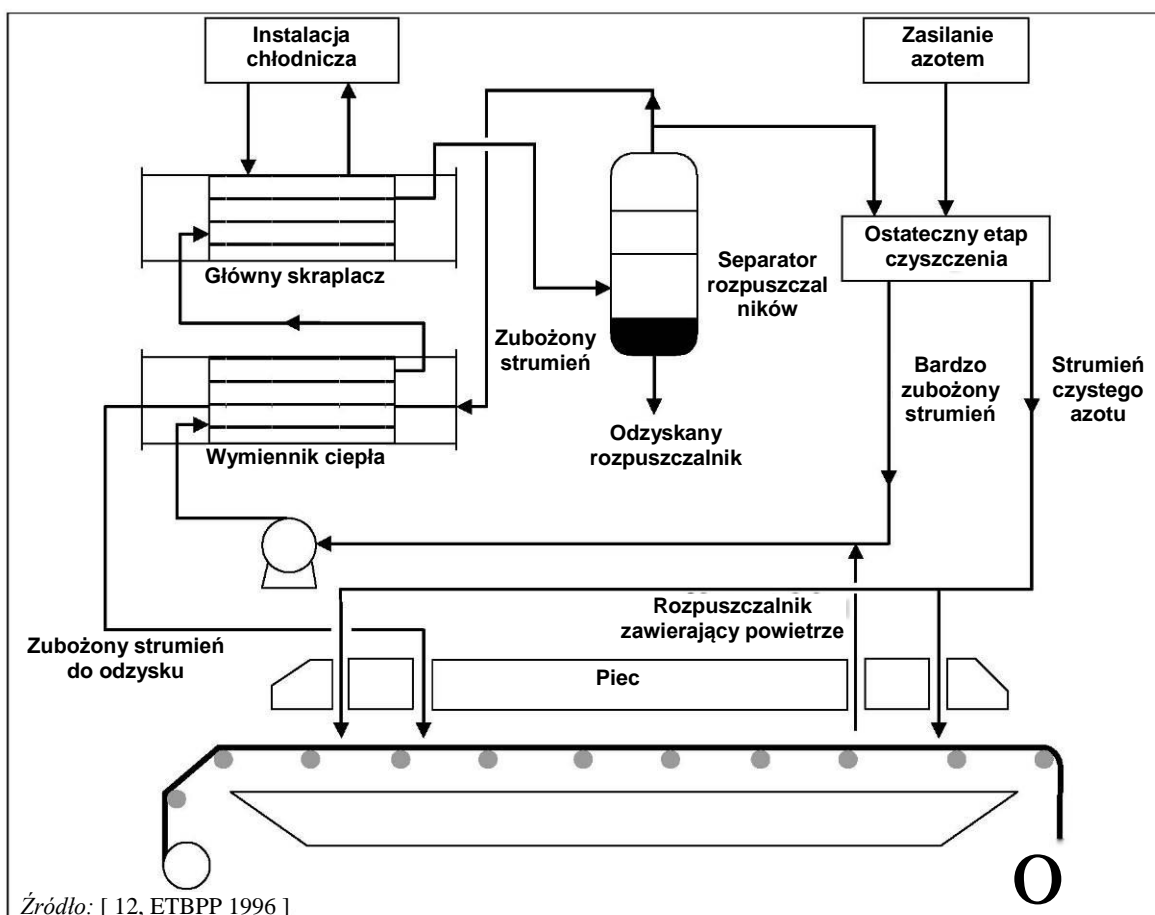 Instalacja
chłodnicza
Zasilanie
azotem
Główny skraplacz
Separator
rozpuszczal
ników
Ostateczny etap
czyszczenia
Zubożony
strumień
Wymiennik ciepła
Odzyskany
rozpuszczalnik
Bardzo
zubożony
strumień
Strumień
czystego
azotu
Rozpuszczalnik
zawierający powietrze
Zubożony strumień
do odzysku
Piec
O
Źródło: [ 12, ETBPP 1996 ]